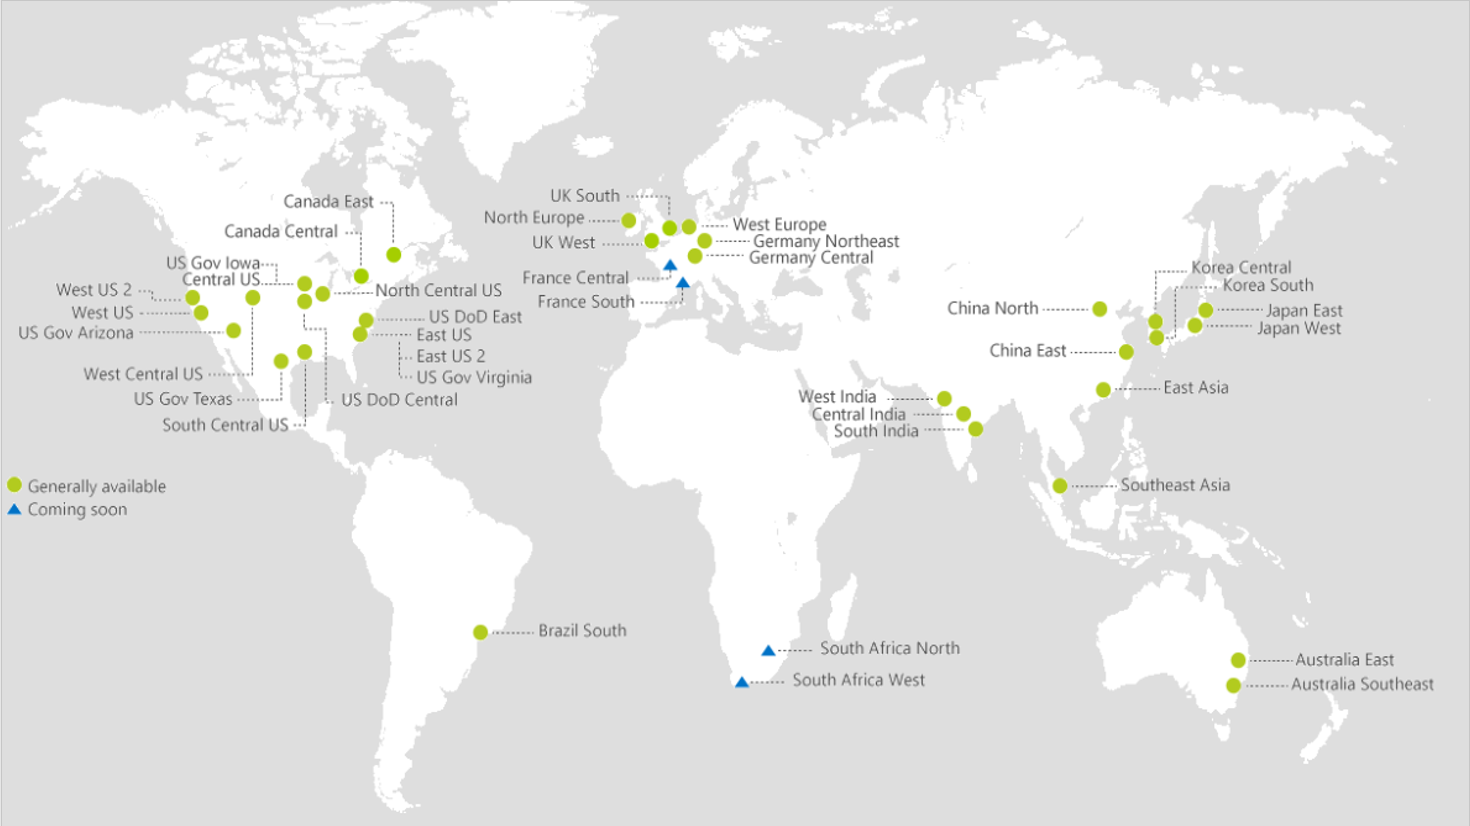 Canada East
UK South
North Europe
West Europe
Canada Central
UK West
Germany Northeast
Germany Central
US Gov Iowa
Central US
Korea Central
France Central
Korea South
West US 2
North Central US
France South
China North
Japan East
West US
US DoD East
Japan West
US Gov Arizona
East US
China East
East US 2
West Central US
US Gov Virginia
East Asia
US Gov Texas
US DoD Central
West India
Central India
South Central US
South India
Generally available
Southeast Asia
Coming soon
Brazil South
South Africa North
Australia East
South Africa West
Australia Southeast